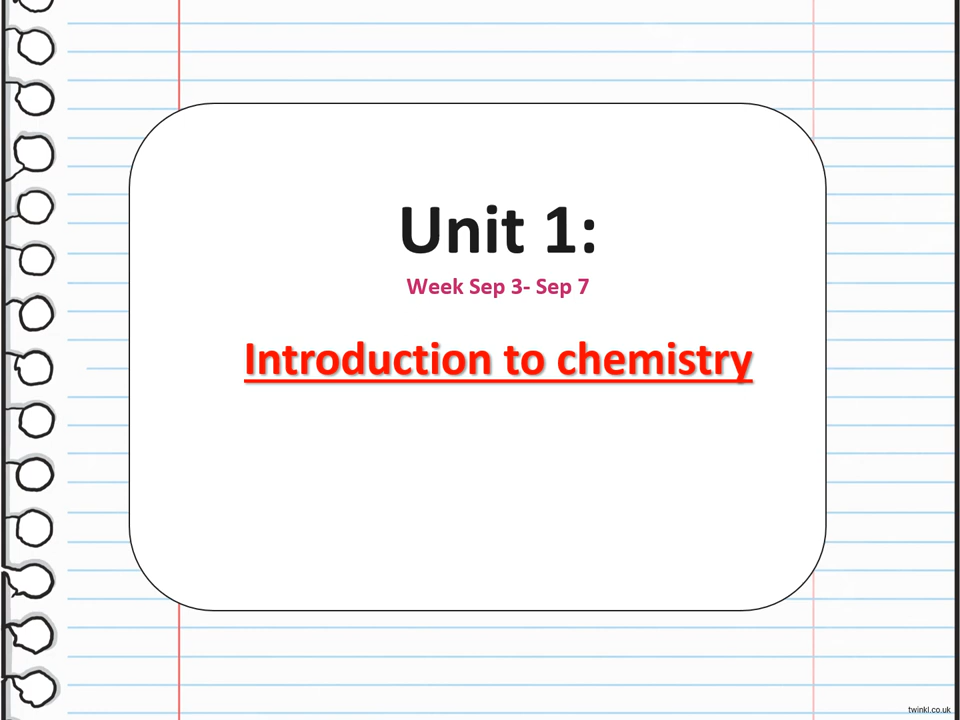 Unit 1:
Week Sep 3- Sep 7
Introduction to chemistry
twinkl.co.uk